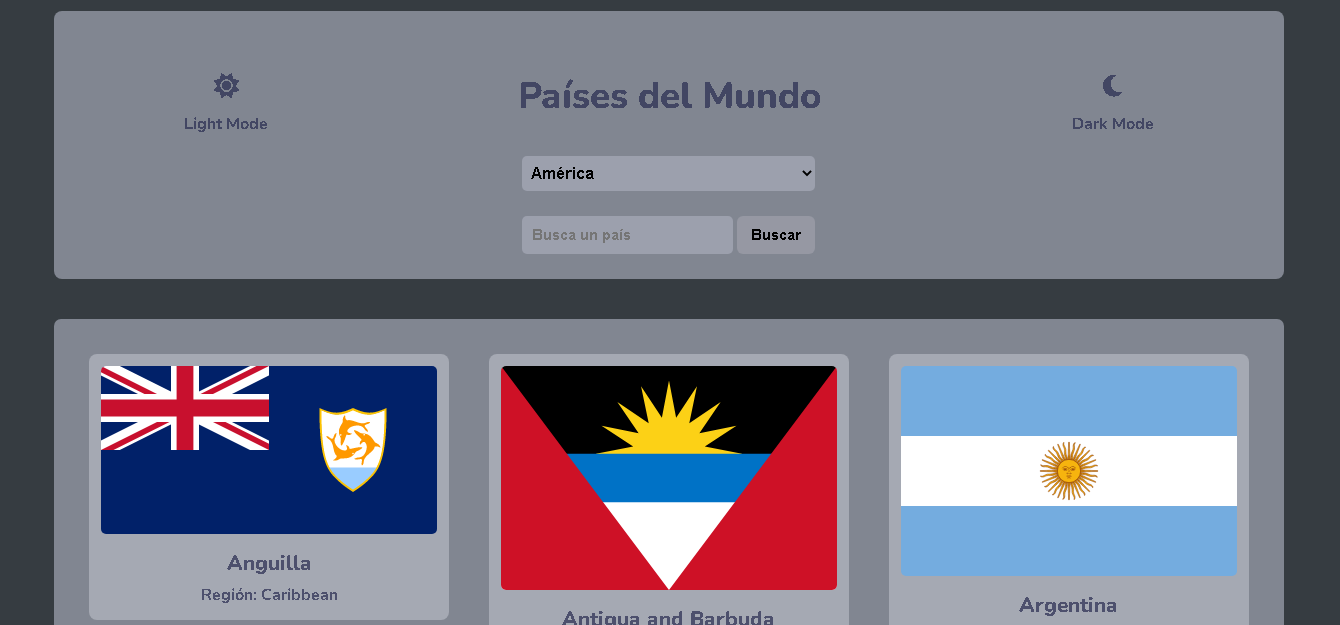 Países del Mundo
Light Mode
Dark Mode
América
Busca un país
Buscar
Anguilla
Región: Caribbean
Antigua and Barbuda
Argentina